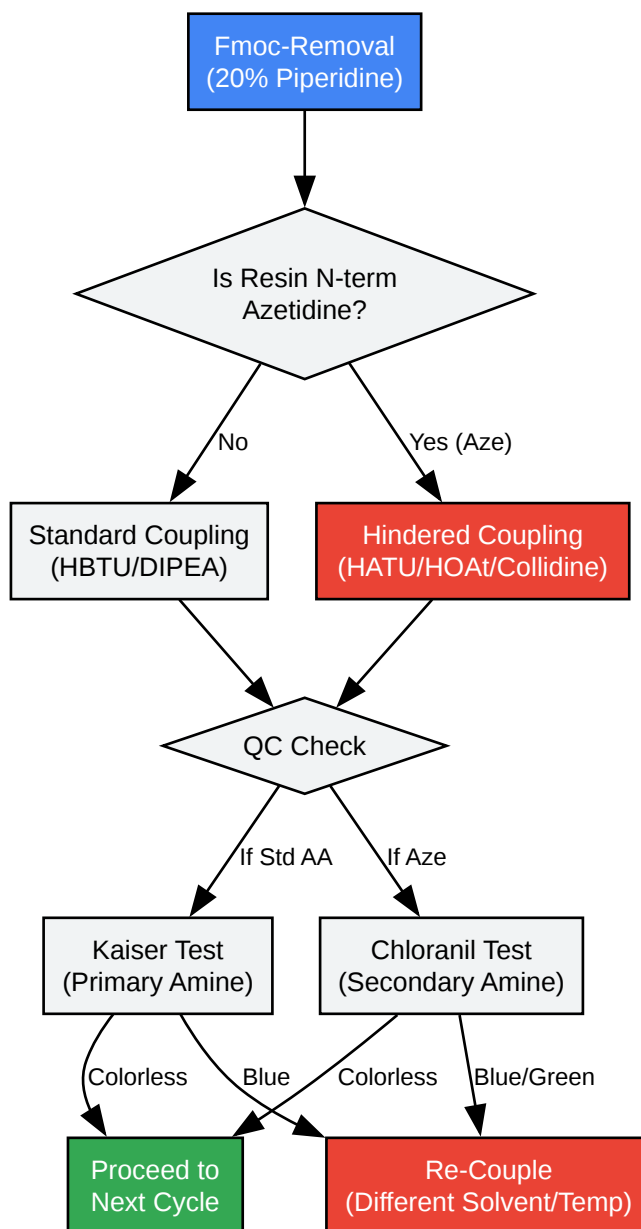 Fmoc-Removal
(20% Piperidine)
Is Resin N-term
Azetidine?
No
Yes (Aze)
Standard Coupling
(HBTU/DIPEA)
Hindered Coupling
(HATU/HOAt/Collidine)
QC Check
If Std AA
If Aze
Kaiser Test
(Primary Amine)
Chloranil Test
(Secondary Amine)
Colorless
Blue
Colorless
Blue/Green
Proceed to
Next Cycle
Re-Couple
(Different Solvent/Temp)